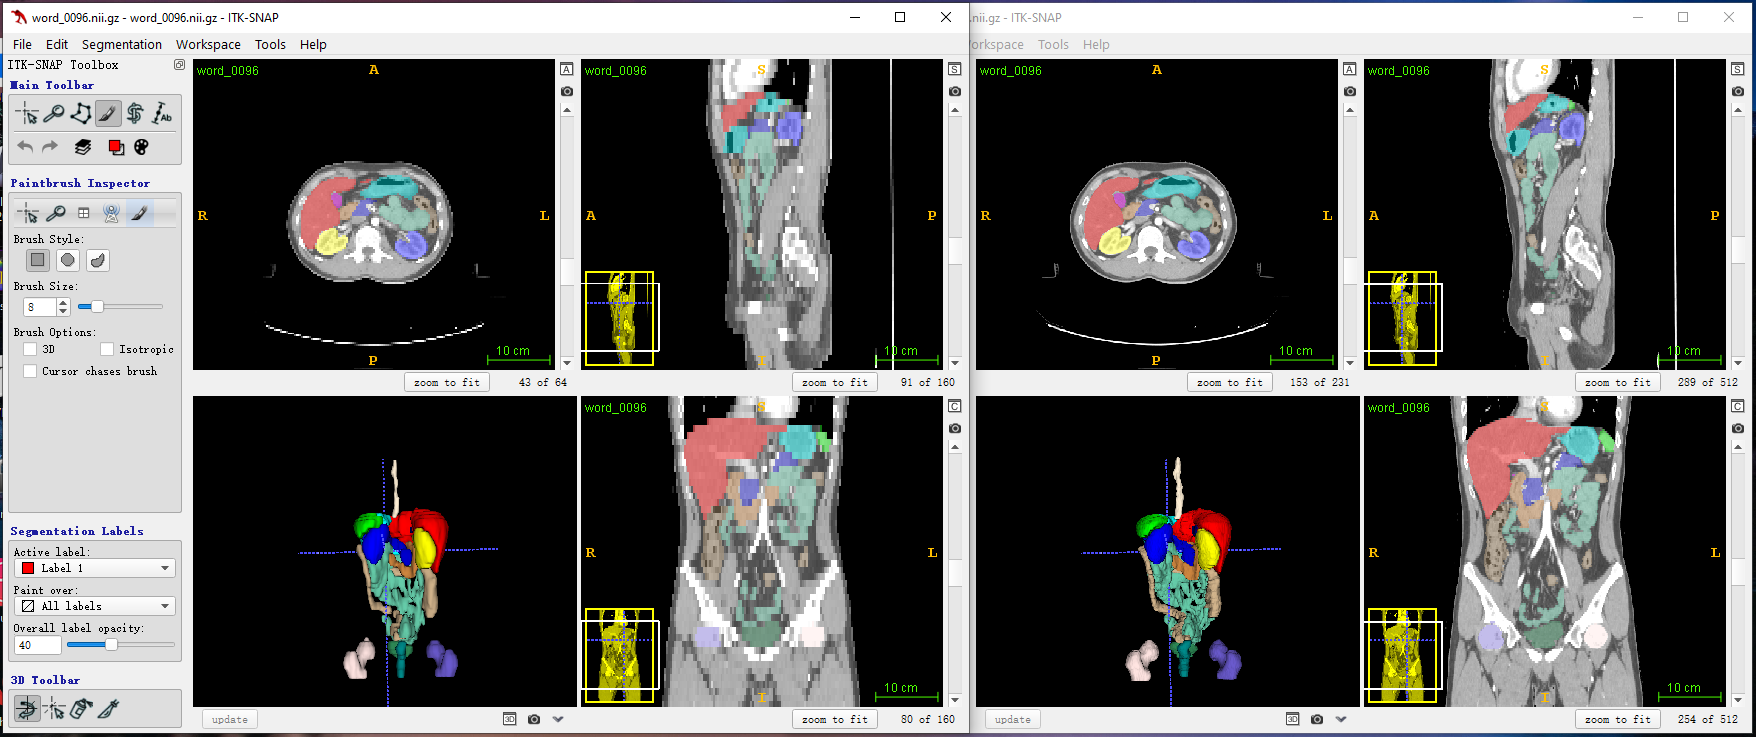 word_0096.nii.gz - word_0096.nii.gz - ITK-SNAP
File Edit Segmentation Workspace Tools Help
ITK-SNAP Toolbox
Main Toolbar
Ab
Paintbrush Inspector
Brush Style:
Brush Size:
8
Brush Options:
3D
Isotropic
Cursor chases brush
Segmentation Labels
Active label:
Label 1
Paint over:
All labels
Overall label opacity:
40
3D Toolbar
word_0096
A
R
L
P
10 cm
A
zoom to fit
43 of 64
word_0096
S
A
P
I
10 cm
S
zoom to fit
91 of 160
update
3D
word_0096
S
R
L
I
10 cm
C
zoom to fit
80 of 160
.nii.gz - ITK-SNAP
orkspace Tools Help
word_0096
A
R
L
P
10 cm
A
zoom to fit
153 of 231
word_0096
S
A
P
I
10 cm
S
zoom to fit
289 of 512
update
3D
word_0096
S
R
L
I
10 cm
C
zoom to fit
254 of 512